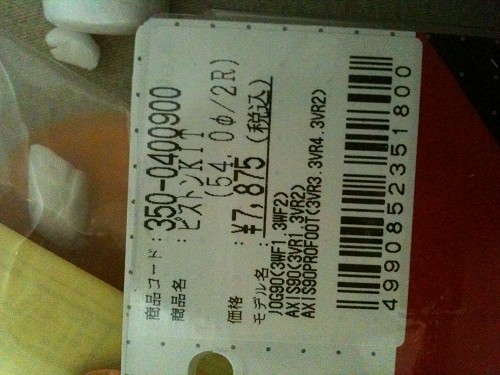 商品コード:350-0400900
商品名 :ピストンKIT
(54.0φ/2R)
価格 :¥7,875(税込)
モデル名:
JOG90(3WF1.3WF2)
AXIS90(3VR1.3VR2)
AXIS90PROF001(3VR3.3VR4.3VR2)
4990852351800